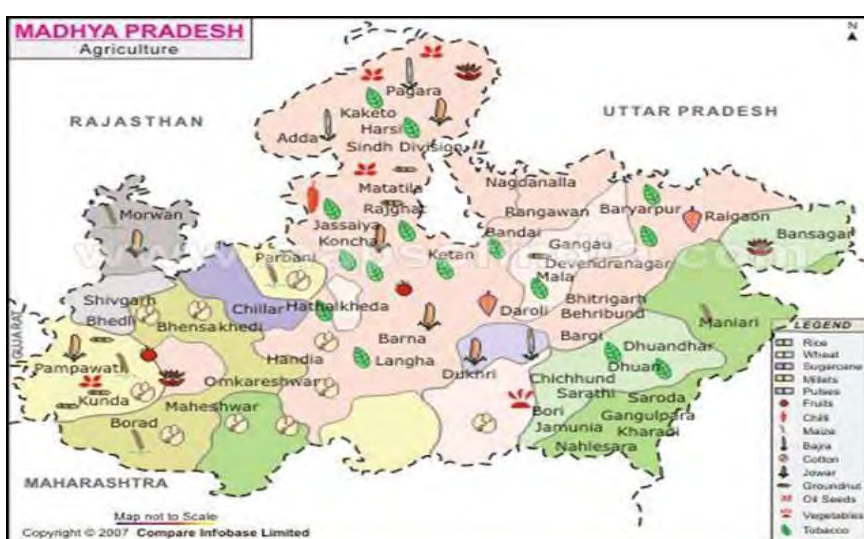 MADHYA PRADESH
Agriculture
N
RAJASTHAN
UTTAR PRADESH
Pagara
Kaketo
Harsi
Adda
Sindh Division
Matatila
Rajghat
Nagdanalla
Rangawan
Baryarpur
Raigaon
Morwan
Jassaiya
Koncha
Bandai
Bansagar
Ketan
Gangau
Devendranagar
Parbani
Mala
Shivgarh
Bhedli
Bhensakhedi
Chillar
Hathalkheda
Daroli
Bhitrigarh
Behribund
Maniari
GUJARAT
Barna
Bargi
Handia
Langha
Dhuandhar
Pampawati
Omkareshwar
Dukhri
Dhuan
Chichhund
Kunda
Maheshwar
Sarathi
Saroda
Bori
Gangulpara
Borad
Jamunia
Kharadi
Nahlesara
MAHARASHTRA
LEGEND
Rice
Wheat
Sugarcane
Millets
Pulses
Fruits
Chilli
Maize
Bajra
Cotton
Jowar
Groundnut
Oil Seeds
Vegetables
Tobacco
Map not to Scale
Copyright © 2007 Compare Infobase Limited